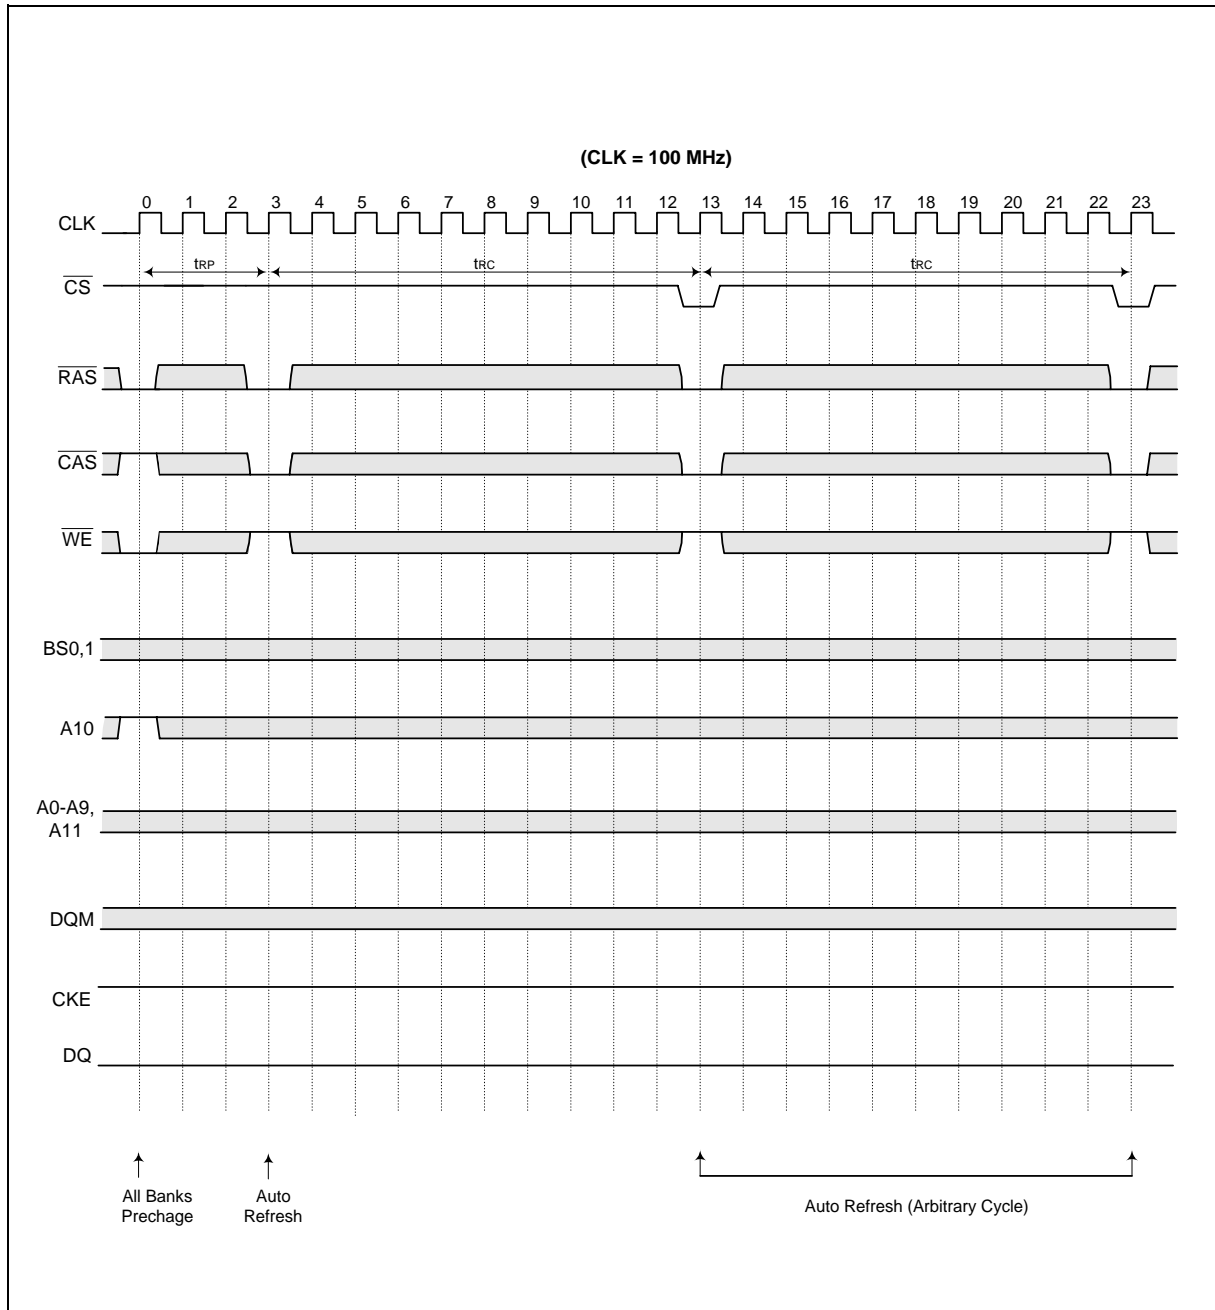 (CLK = 100 MHz)
0 1 2 3 4 5 6 7 8 9 10 11 12 13 14 15 16 17 18 19 20 21 22 23
CLK
tRP tRC tRC
CS
RAS
CAS
WE
BS0,1
A10
A0-A9,
A11
DQM
CKE
DQ
All Banks
Prechage
Auto
Refresh
Auto Refresh (Arbitrary Cycle)